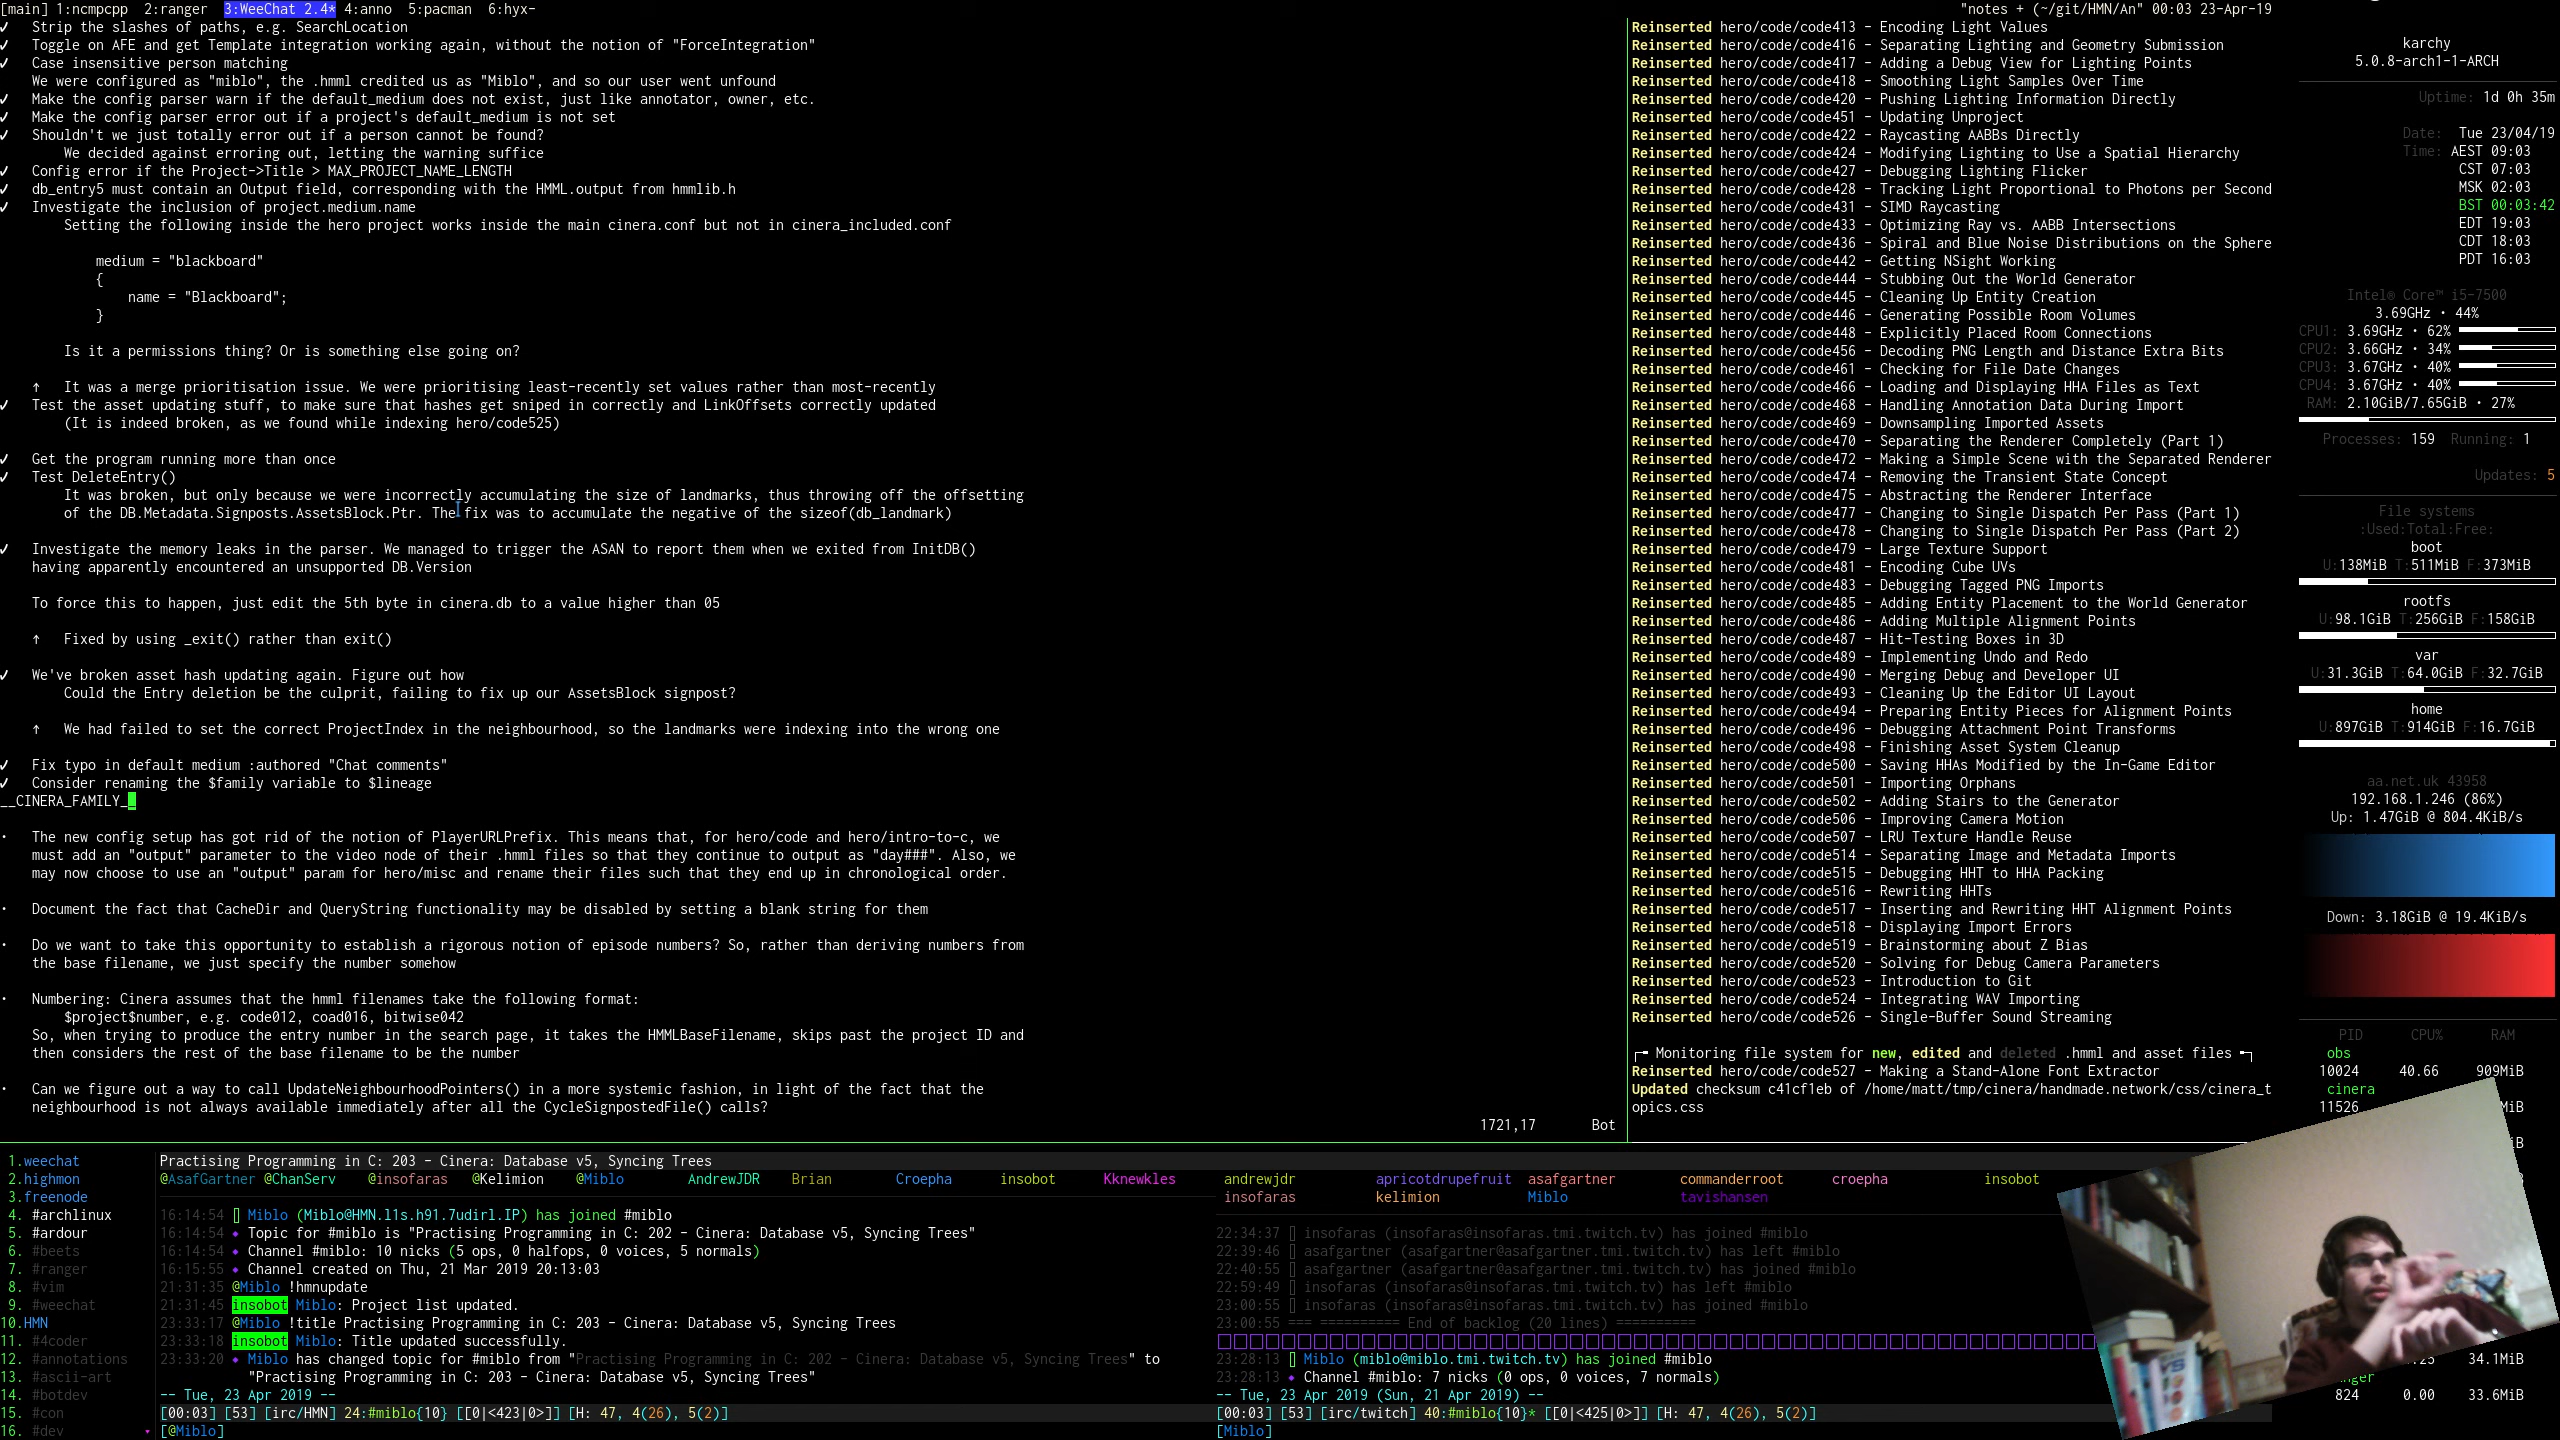 [main] 1:ncmpcpp  2:ranger  3:WeeChat 2.4* 4:anno  5:pacman  6:hyx-
"notes + (~/git/HMN/An" 00:03 23-Apr-19
✓   Strip the slashes of paths, e.g. SearchLocation
✓   Toggle on AFE and get Template integration working again, without the notion of "ForceIntegration"
✓   Case insensitive person matching
We were configured as "miblo", the .hmml credited us as "Miblo", and so our user went unfound
✓   Make the config parser warn if the default_medium does not exist, just like annotator, owner, etc.
✓   Make the config parser error out if a project's default_medium is not set
✓   Shouldn't we just totally error out if a person cannot be found?
We decided against erroring out, letting the warning suffice
✓   Config error if the Project->Title > MAX_PROJECT_NAME_LENGTH
✓   db_entry5 must contain an Output field, corresponding with the HMML.output from hmmlib.h
✓   Investigate the inclusion of project.medium.name
Setting the following inside the hero project works inside the main cinera.conf but not in cinera_included.conf
medium = "blackboard"
{
name = "Blackboard";
}
Is it a permissions thing? Or is something else going on?
↑   It was a merge prioritisation issue. We were prioritising least-recently set values rather than most-recently
✓   Test the asset updating stuff, to make sure that hashes get sniped in correctly and LinkOffsets correctly updated
(It is indeed broken, as we found while indexing hero/code525)
✓   Get the program running more than once
✓   Test DeleteEntry()
It was broken, but only because we were incorrectly accumulating the size of landmarks, thus throwing off the offsetting
of the DB.Metadata.Signposts.AssetsBlock.Ptr. The fix was to accumulate the negative of the sizeof(db_landmark)
✓   Investigate the memory leaks in the parser. We managed to trigger the ASAN to report them when we exited from InitDB()
having apparently encountered an unsupported DB.Version
To force this to happen, just edit the 5th byte in cinera.db to a value higher than 05
↑   Fixed by using _exit() rather than exit()
✓   We've broken asset hash updating again. Figure out how
Could the Entry deletion be the culprit, failing to fix up our AssetsBlock signpost?
↑   We had failed to set the correct ProjectIndex in the neighbourhood, so the landmarks were indexing into the wrong one
✓   Fix typo in default medium :authored "Chat comments"
✓   Consider renaming the $family variable to $lineage
__CINERA_FAMILY__
·   The new config setup has got rid of the notion of PlayerURLPrefix. This means that, for hero/code and hero/intro-to-c, we
must add an "output" parameter to the video node of their .hmml files so that they continue to output as "day###". Also, we
may now choose to use an "output" param for hero/misc and rename their files such that they end up in chronological order.
·   Document the fact that CacheDir and QueryString functionality may be disabled by setting a blank string for them
·   Do we want to take this opportunity to establish a rigorous notion of episode numbers? So, rather than deriving numbers from
the base filename, we just specify the number somehow
·   Numbering: Cinera assumes that the hmml filenames take the following format:
$project$number, e.g. code012, coad016, bitwise042
So, when trying to produce the entry number in the search page, it takes the HMMLBaseFilename, skips past the project ID and
then considers the rest of the base filename to be the number
·   Can we figure out a way to call UpdateNeighbourhoodPointers() in a more systemic fashion, in light of the fact that the
neighbourhood is not always available immediately after all the CycleSignpostedFile() calls?
1721,17       Bot
Reinserted hero/code/code413 - Encoding Light Values
Reinserted hero/code/code416 - Separating Lighting and Geometry Submission
Reinserted hero/code/code417 - Adding a Debug View for Lighting Points
Reinserted hero/code/code418 - Smoothing Light Samples Over Time
Reinserted hero/code/code420 - Pushing Lighting Information Directly
Reinserted hero/code/code451 - Updating Unproject
Reinserted hero/code/code422 - Raycasting AABBs Directly
Reinserted hero/code/code424 - Modifying Lighting to Use a Spatial Hierarchy
Reinserted hero/code/code427 - Debugging Lighting Flicker
Reinserted hero/code/code428 - Tracking Light Proportional to Photons per Second
Reinserted hero/code/code431 - SIMD Raycasting
Reinserted hero/code/code433 - Optimizing Ray vs. AABB Intersections
Reinserted hero/code/code436 - Spiral and Blue Noise Distributions on the Sphere
Reinserted hero/code/code442 - Getting NSight Working
Reinserted hero/code/code444 - Stubbing Out the World Generator
Reinserted hero/code/code445 - Cleaning Up Entity Creation
Reinserted hero/code/code446 - Generating Possible Room Volumes
Reinserted hero/code/code448 - Explicitly Placed Room Connections
Reinserted hero/code/code456 - Decoding PNG Length and Distance Extra Bits
Reinserted hero/code/code461 - Checking for File Date Changes
Reinserted hero/code/code466 - Loading and Displaying HHA Files as Text
Reinserted hero/code/code468 - Handling Annotation Data During Import
Reinserted hero/code/code469 - Downsampling Imported Assets
Reinserted hero/code/code470 - Separating the Renderer Completely (Part 1)
Reinserted hero/code/code472 - Making a Simple Scene with the Separated Renderer
Reinserted hero/code/code474 - Removing the Transient State Concept
Reinserted hero/code/code475 - Abstracting the Renderer Interface
Reinserted hero/code/code477 - Changing to Single Dispatch Per Pass (Part 1)
Reinserted hero/code/code478 - Changing to Single Dispatch Per Pass (Part 2)
Reinserted hero/code/code479 - Large Texture Support
Reinserted hero/code/code481 - Encoding Cube UVs
Reinserted hero/code/code483 - Debugging Tagged PNG Imports
Reinserted hero/code/code485 - Adding Entity Placement to the World Generator
Reinserted hero/code/code486 - Adding Multiple Alignment Points
Reinserted hero/code/code487 - Hit-Testing Boxes in 3D
Reinserted hero/code/code489 - Implementing Undo and Redo
Reinserted hero/code/code490 - Merging Debug and Developer UI
Reinserted hero/code/code493 - Cleaning Up the Editor UI Layout
Reinserted hero/code/code494 - Preparing Entity Pieces for Alignment Points
Reinserted hero/code/code496 - Debugging Attachment Point Transforms
Reinserted hero/code/code498 - Finishing Asset System Cleanup
Reinserted hero/code/code500 - Saving HHAs Modified by the In-Game Editor
Reinserted hero/code/code501 - Importing Orphans
Reinserted hero/code/code502 - Adding Stairs to the Generator
Reinserted hero/code/code506 - Improving Camera Motion
Reinserted hero/code/code507 - LRU Texture Handle Reuse
Reinserted hero/code/code514 - Separating Image and Metadata Imports
Reinserted hero/code/code515 - Debugging HHT to HHA Packing
Reinserted hero/code/code516 - Rewriting HHTs
Reinserted hero/code/code517 - Inserting and Rewriting HHT Alignment Points
Reinserted hero/code/code518 - Displaying Import Errors
Reinserted hero/code/code519 - Brainstorming about Z Bias
Reinserted hero/code/code520 - Solving for Debug Camera Parameters
Reinserted hero/code/code523 - Introduction to Git
Reinserted hero/code/code524 - Integrating WAV Importing
Reinserted hero/code/code526 - Single-Buffer Sound Streaming
Monitoring file system for new, edited and deleted .hmml and asset files
Reinserted hero/code/code527 - Making a Stand-Alone Font Extractor
Updated checksum c41cf1eb of /home/matt/tmp/cinera/handmade.network/css/cinera_t
opics.css
karchy
5.0.8-arch1-1-ARCH
Uptime: 1d 0h 35m
Date: Tue 23/04/19
Time: AEST 09:03
CST 07:03
MSK 02:03
BST 00:03:42
EDT 19:03
CDT 18:03
PDT 16:03
Intel® Core™ i5-7500
3.69GHz · 44%
CPU1: 3.69GHz · 62%
CPU2: 3.66GHz · 34%
CPU3: 3.67GHz · 40%
CPU4: 3.67GHz · 40%
RAM: 2.10GiB/7.65GiB · 27%
Processes: 159  Running: 1
Updates: 5
File systems
:Used:Total:Free:
boot
U:138MiB T:511MiB F:373MiB
rootfs
U:98.1GiB T:256GiB F:158GiB
var
U:31.3GiB T:64.0GiB F:32.7GiB
home
U:897GiB T:914GiB F:16.7GiB
aa.net.uk 43958
192.168.1.246 (86%)
Up: 1.47GiB @ 804.4KiB/s
Down: 3.18GiB @ 19.4KiB/s
PID CPU% RAM
obs
10024 40.66 909MiB
cinera
11526
34.1MiB
824 0.00 33.6MiB
1.weechat
2.highmon
3.freenode
4. #archlinux
5. #ardour
6. #beets
7. #ranger
8. #vim
9. #weechat
10.HMN
11. #4coder
12. #annotations
13. #ascii-art
14. #botdev
15. #con
16. #dev
Practising Programming in C: 203 - Cinera: Database v5, Syncing Trees
@AsafGartner @ChanServ @insofaras @Kelimion @Miblo AndrewJDR Brian Croepha insobot Kknewkles
16:14:54 Miblo (Miblo@HMN.l1s.h91.7udirl.IP) has joined #miblo
16:14:54 ◆ Topic for #miblo is "Practising Programming in C: 202 - Cinera: Database v5, Syncing Trees"
16:14:54 ◆ Channel #miblo: 10 nicks (5 ops, 0 halfops, 0 voices, 5 normals)
16:15:55 ◆ Channel created on Thu, 21 Mar 2019 20:13:03
21:31:35 @Miblo !hmnupdate
21:31:45 insobot Miblo: Project list updated.
23:33:17 @Miblo !title Practising Programming in C: 203 - Cinera: Database v5, Syncing Trees
23:33:18 insobot Miblo: Title updated successfully.
23:33:20 ◆ Miblo has changed topic for #miblo from "Practising Programming in C: 202 - Cinera: Database v5, Syncing Trees" to
"Practising Programming in C: 203 - Cinera: Database v5, Syncing Trees"
-- Tue, 23 Apr 2019 --
[00:03] [53] [irc/HMN] 24:#miblo{10} [[0|<423|0>]] [H: 47, 4(26), 5(2)]
[@Miblo]
andrewjdr apricotdrupefruit asafgartner commanderroot croepha insobot
insofaras kelimion Miblo tavishansen
22:34:37 insofaras (insofaras@insofaras.tmi.twitch.tv) has joined #miblo
22:39:46 asafgartner (asafgartner@asafgartner.tmi.twitch.tv) has left #miblo
22:40:55 asafgartner (asafgartner@asafgartner.tmi.twitch.tv) has joined #miblo
22:59:49 insofaras (insofaras@insofaras.tmi.twitch.tv) has left #miblo
23:00:55 insofaras (insofaras@insofaras.tmi.twitch.tv) has joined #miblo
23:00:55 === ========== End of backlog (20 lines) ==========
23:28:13 Miblo (miblo@miblo.tmi.twitch.tv) has joined #miblo
23:28:13 ◆ Channel #miblo: 7 nicks (0 ops, 0 voices, 7 normals)
-- Tue, 23 Apr 2019 (Sun, 21 Apr 2019) --
[00:03] [53] [irc/twitch] 40:#miblo{10}* [[0|<425|0>]] [H: 47, 4(26), 5(2)]
[Miblo]